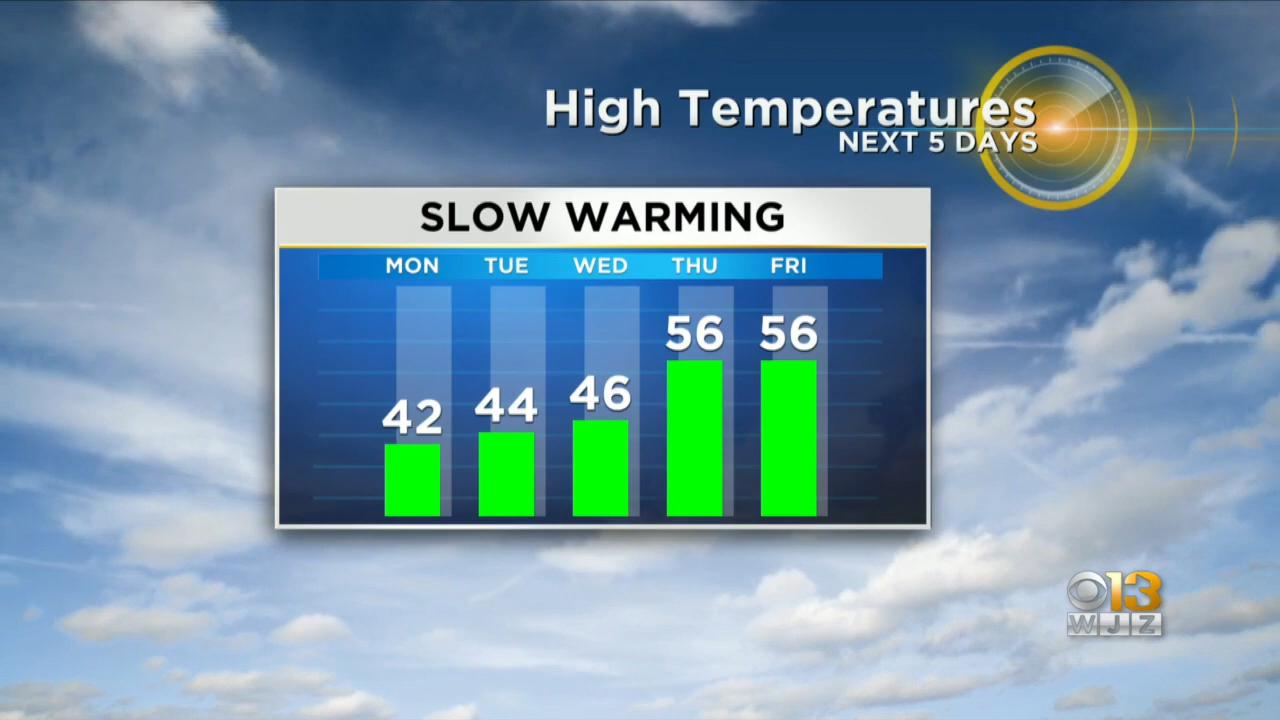 High Temperatures
NEXT 5 DAYS
SLOW WARMING
MON TUE WED THU FRI
42 44 46 56 56
13
WJZ